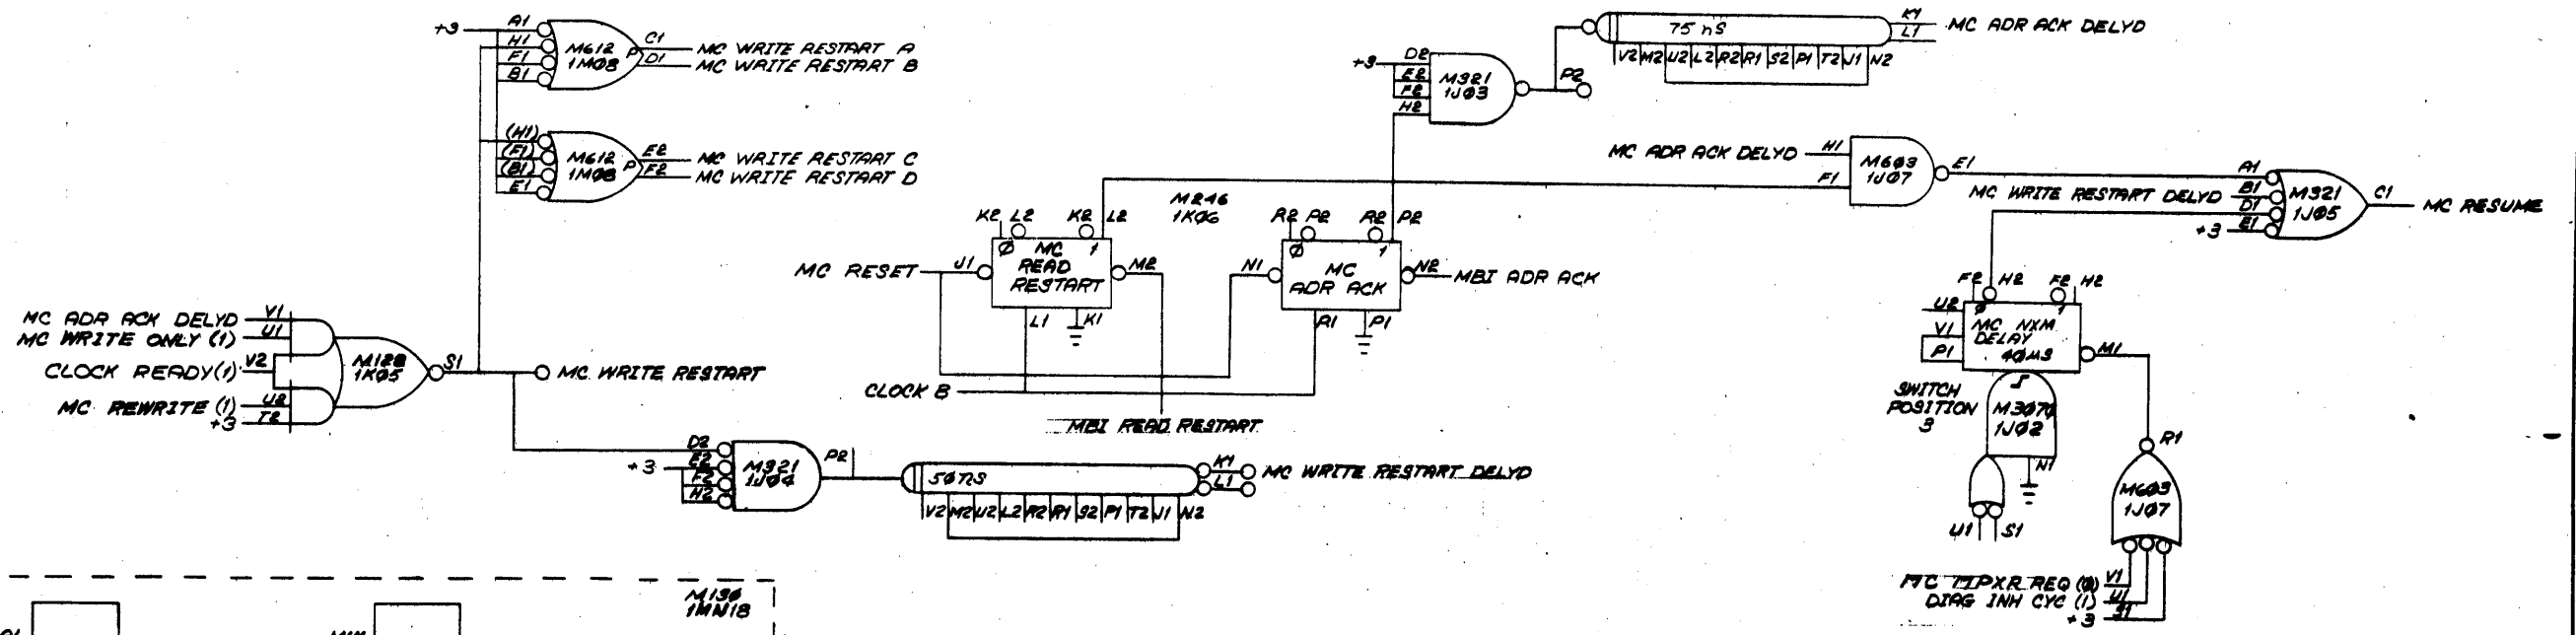 +3
A1
H1
F1
B1
M612
1M08
P
C1
D1
MC WRITE RESTART A
MC WRITE RESTART B
(H1)
(F1)
(B1)
E1
M612
1M08
P
E2
F2
MC WRITE RESTART C
MC WRITE RESTART D
MC ADR ACK DELYD V1
MC WRITE ONLY (1) U1
CLOCK READY(1) V2
MC REWRITE (1) U2
+3 T2
1K05
S1
MC WRITE RESTART
+3
D2
E2
F2
H2
M321
1J04
P2
50 nS
V2 M2 U2 L2 R2 R1 S2 P1 T2 J1 N2
K1
L1
MC WRITE RESTART DELYD
MC RESET
J1
K2 L2 K2 L2
Ø MC 1
READ
RESTART
M2
L1
K1
CLOCK B
MBI READ RESTART
M246
1K06
R2 P2 R2 P2
N1
Ø 1
MC
ADR ACK
N2
MBI ADR ACK
R1
P1
+3
D2
E2
F2
H2
M321
1J03
P2
75 nS
V2 M2 U2 L2 R2 R1 S2 P1 T2 J1 N2
K1
L1
MC ADR ACK DELYD
MC ADR ACK DELYD H1
F1
M603
1J07
E1
A1
MC WRITE RESTART DELYD B1
D1
+3 E1
M321
1J05
C1
MC RESUME
F2 H2 F2 H2
U2
V1
P1
Ø 1
MC NXM
DELAY
40MS
M1
SWITCH
POSITION
3
1J02
N1
U1 S1
R1
M603
1J07
MC MPXR REQ (0) V1
DIAG INH CYC (1) U1
+3 S1
M136
1MN18